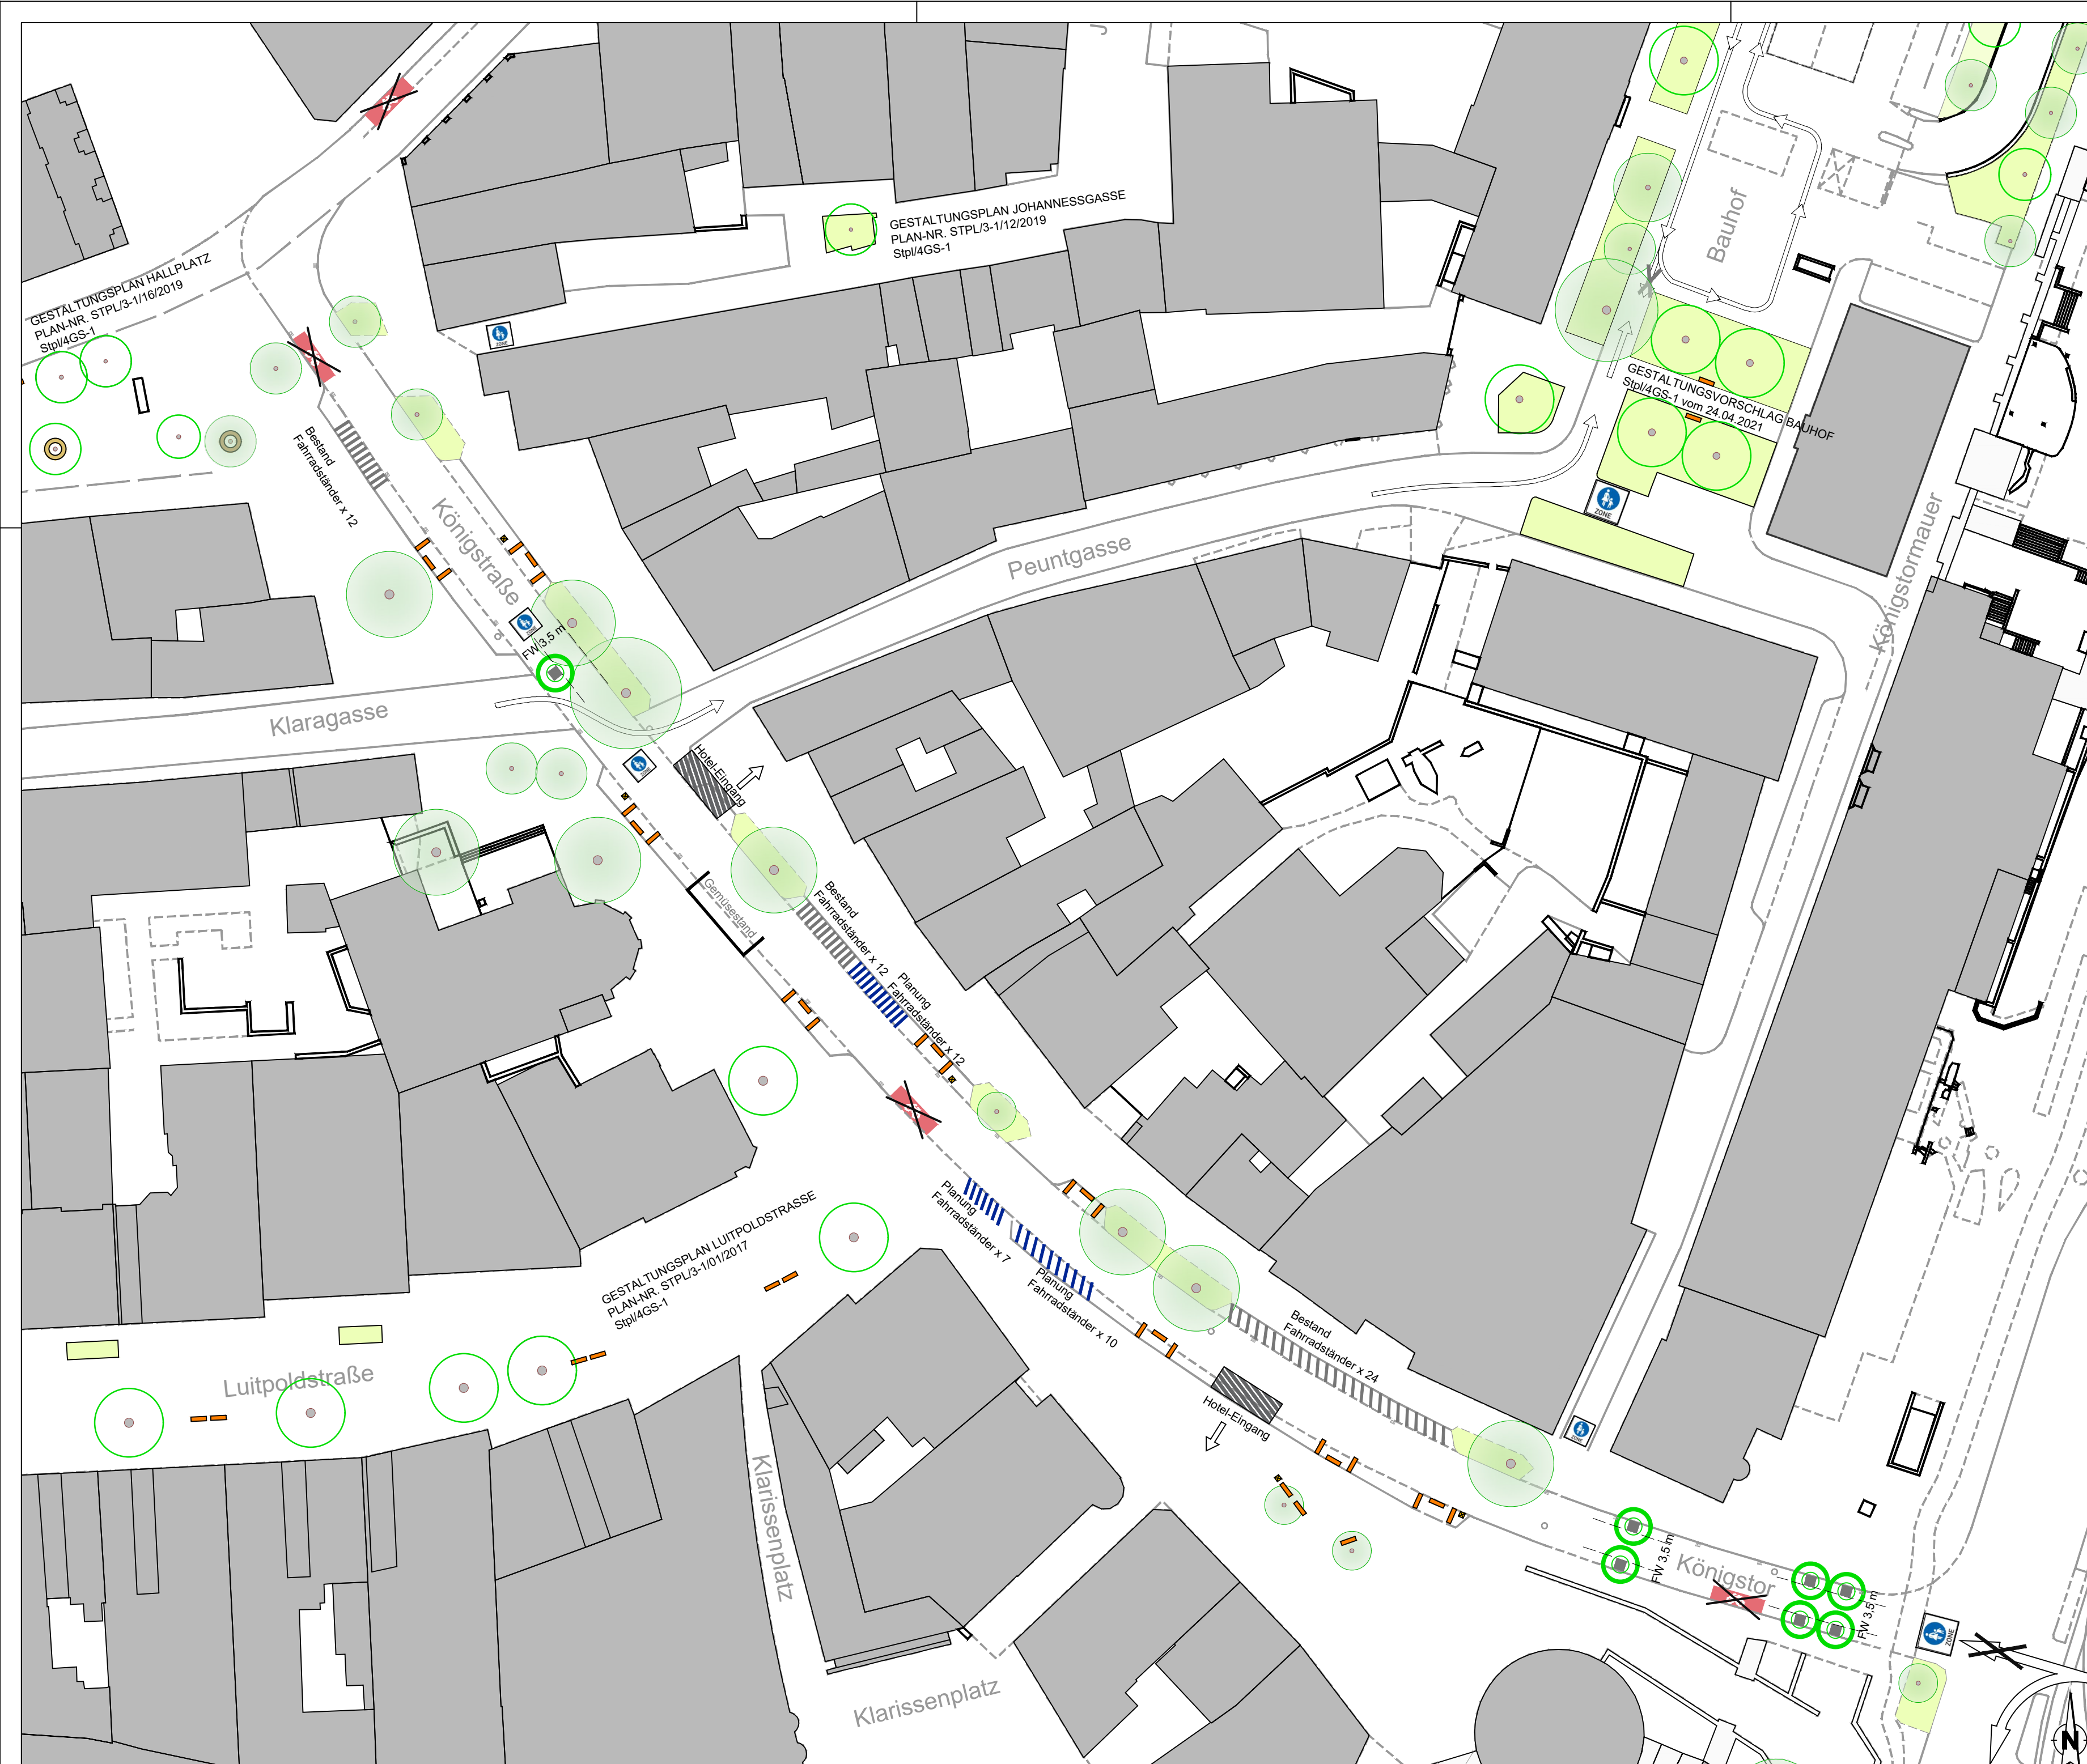 GESTALTUNGSPLAN HALLPLATZ
PLAN-NR. STPL/3-1/16/2019
Stpl/4GS-1
GESTALTUNGSPLAN JOHANNESSGASSE
PLAN-NR. STPL/3-1/12/2019
Stpl/4GS-1
Bauhof
ZONE
GESTALTUNGSVORSCHLAG BAUHOF
Stpl/4GS-1 vom 24.04.2021
ZONE
Bestand
Fahrradständer x 12
Königstraße
Peuntgasse
Königstormauer
ZONE
FW 3,5 m
Klaragasse
ZONE
Hotel-Eingang
Gemüsestand
Bestand
Fahrradständer x 12
Planung
Fahrradständer x 12
GESTALTUNGSPLAN LUITPOLDSTRASSE
PLAN-NR. STPL/3-1/01/2017
Stpl/4GS-1
Planung
Fahrradständer x 7
Planung
Fahrradständer x 10
Bestand
Fahrradständer x 24
Hotel-Eingang
Luitpoldstraße
Klarissenplatz
ZONE
FW 3,5 m
Königstor
FW 3,5 m
ZONE
Klarissenplatz
N